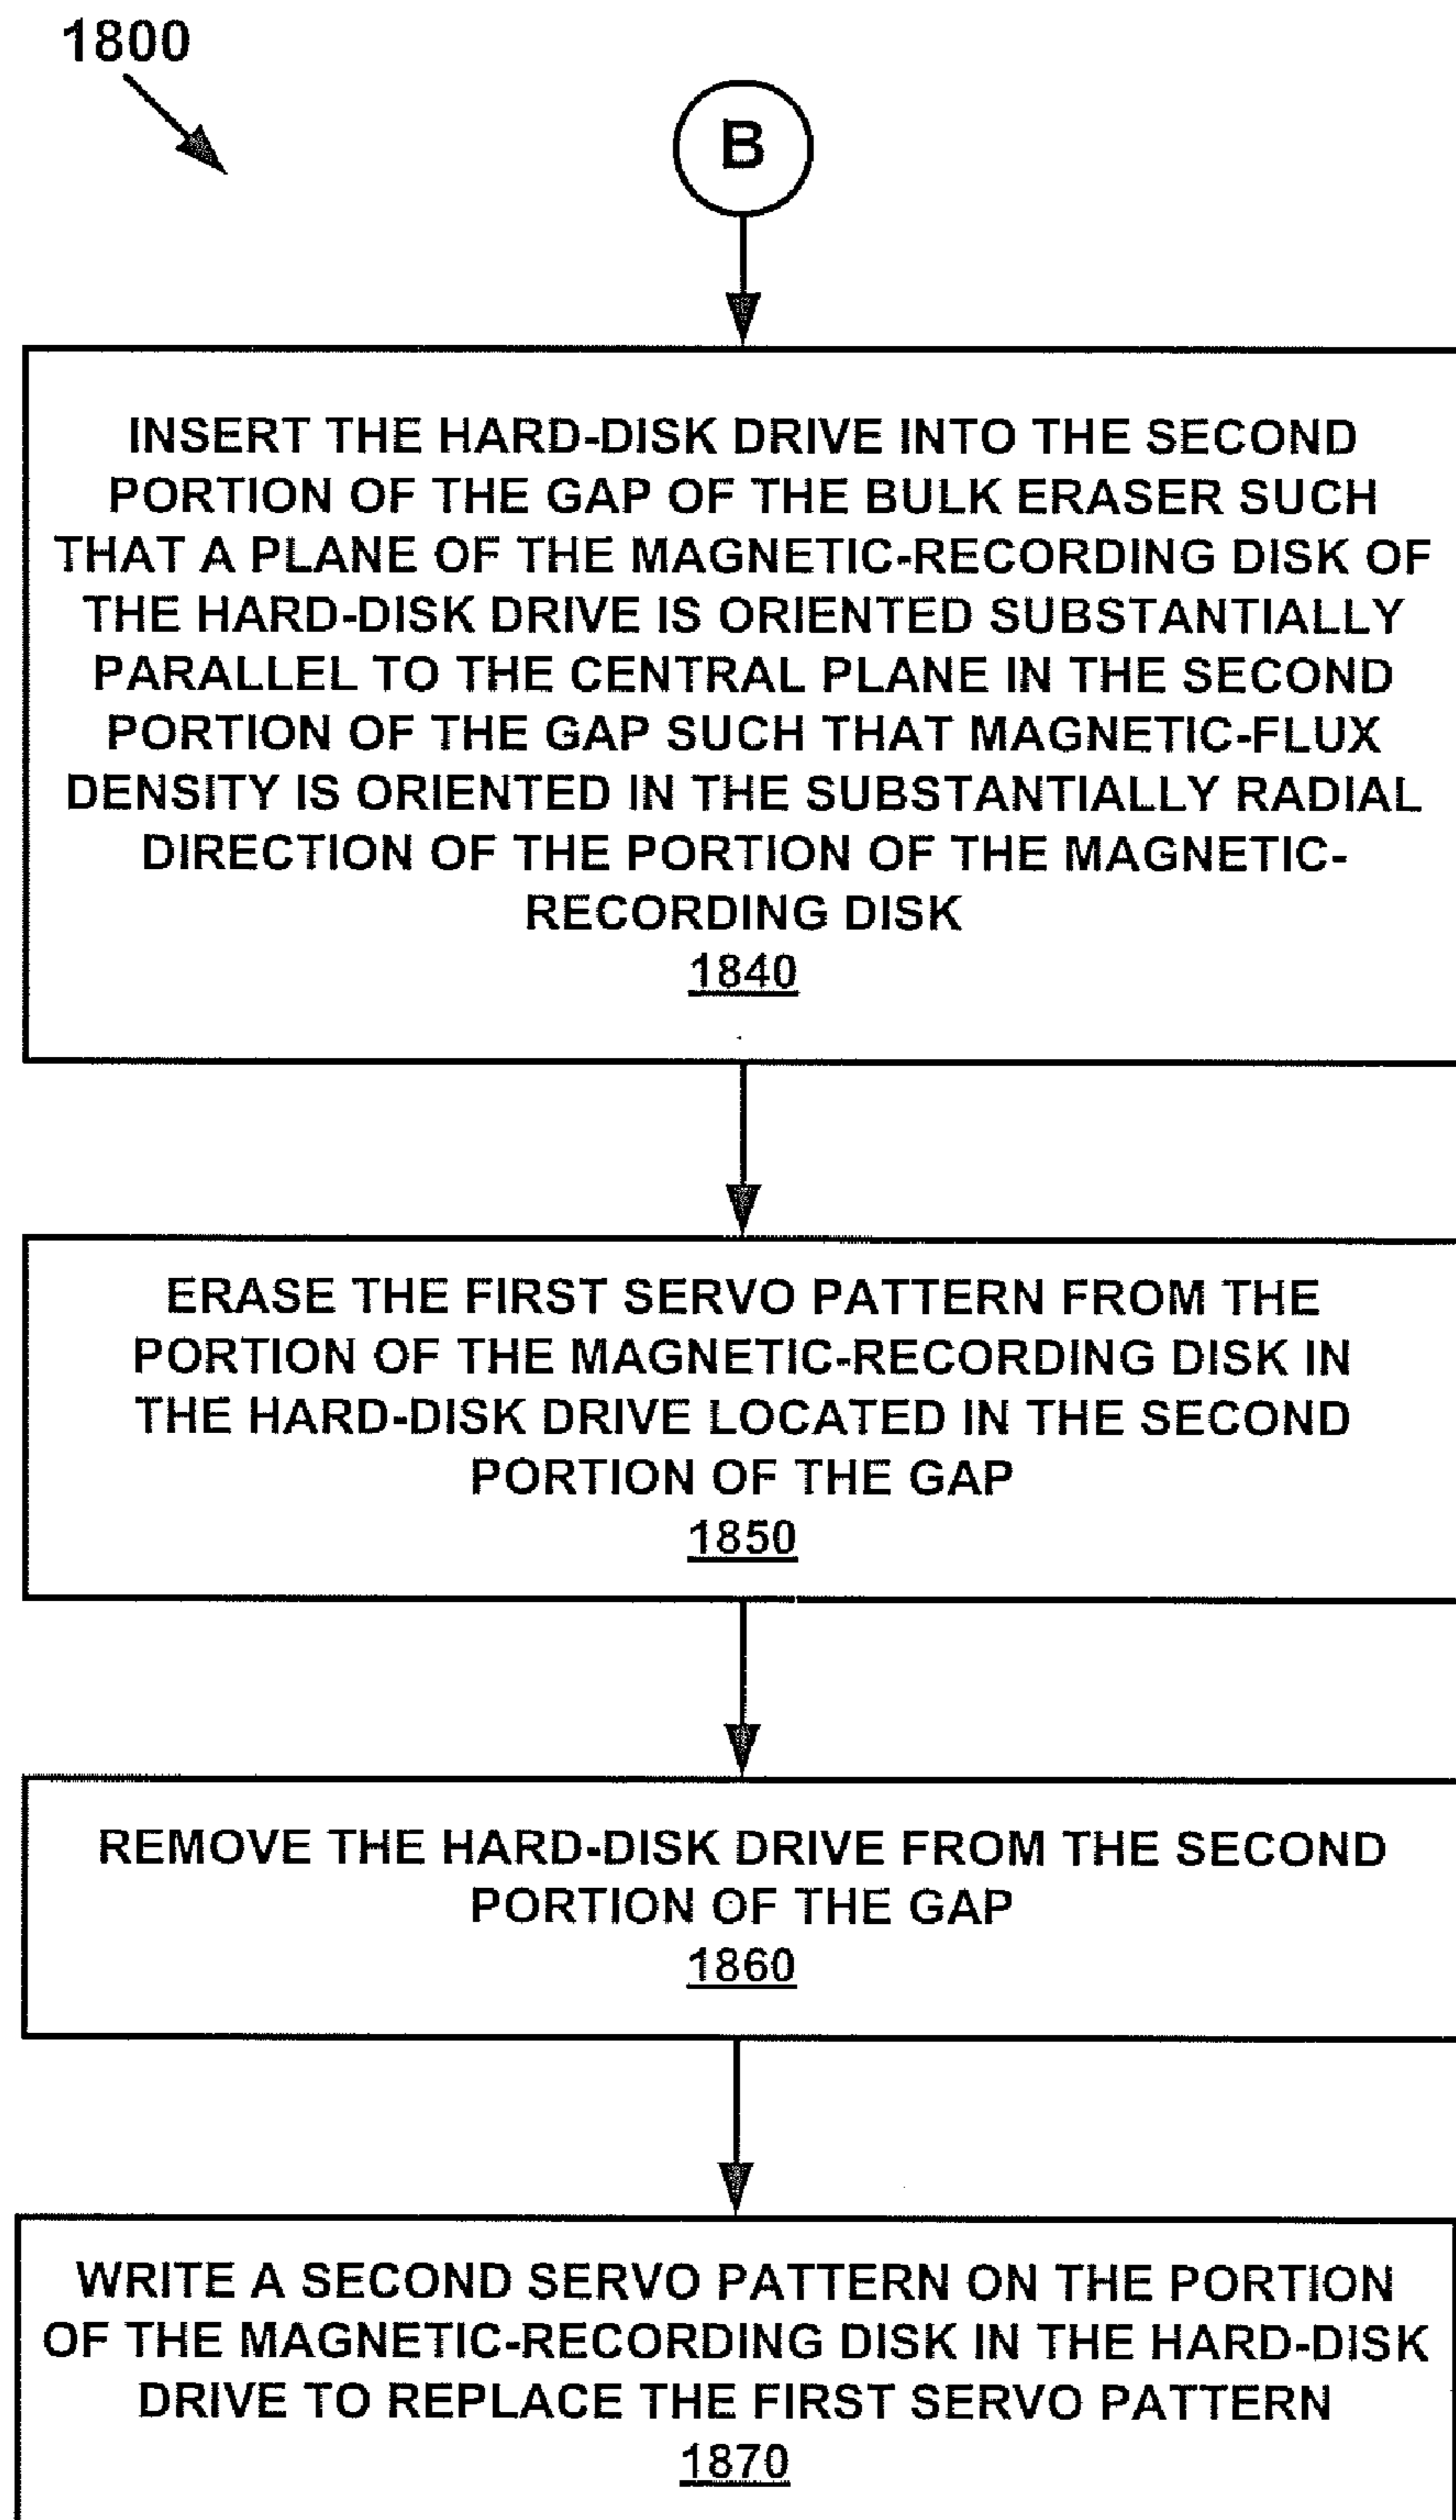 1800
B
INSERT THE HARD-DISK DRIVE INTO THE SECOND
PORTION OF THE GAP OF THE BULK ERASER SUCH
THAT A PLANE OF THE MAGNETIC-RECORDING DISK OF
THE HARD-DISK DRIVE IS ORIENTED SUBSTANTIALLY
PARALLEL TO THE CENTRAL PLANE IN THE SECOND
PORTION OF THE GAP SUCH THAT MAGNETIC-FLUX
DENSITY IS ORIENTED IN THE SUBSTANTIALLY RADIAL
DIRECTION OF THE PORTION OF THE MAGNETIC-
RECORDING DISK
1840
ERASE THE FIRST SERVO PATTERN FROM THE
PORTION OF THE MAGNETIC-RECORDING DISK IN
THE HARD-DISK DRIVE LOCATED IN THE SECOND
PORTION OF THE GAP
1850
REMOVE THE HARD-DISK DRIVE FROM THE SECOND
PORTION OF THE GAP
1860
WRITE A SECOND SERVO PATTERN ON THE PORTION
OF THE MAGNETIC-RECORDING DISK IN THE HARD-DISK
DRIVE TO REPLACE THE FIRST SERVO PATTERN
1870